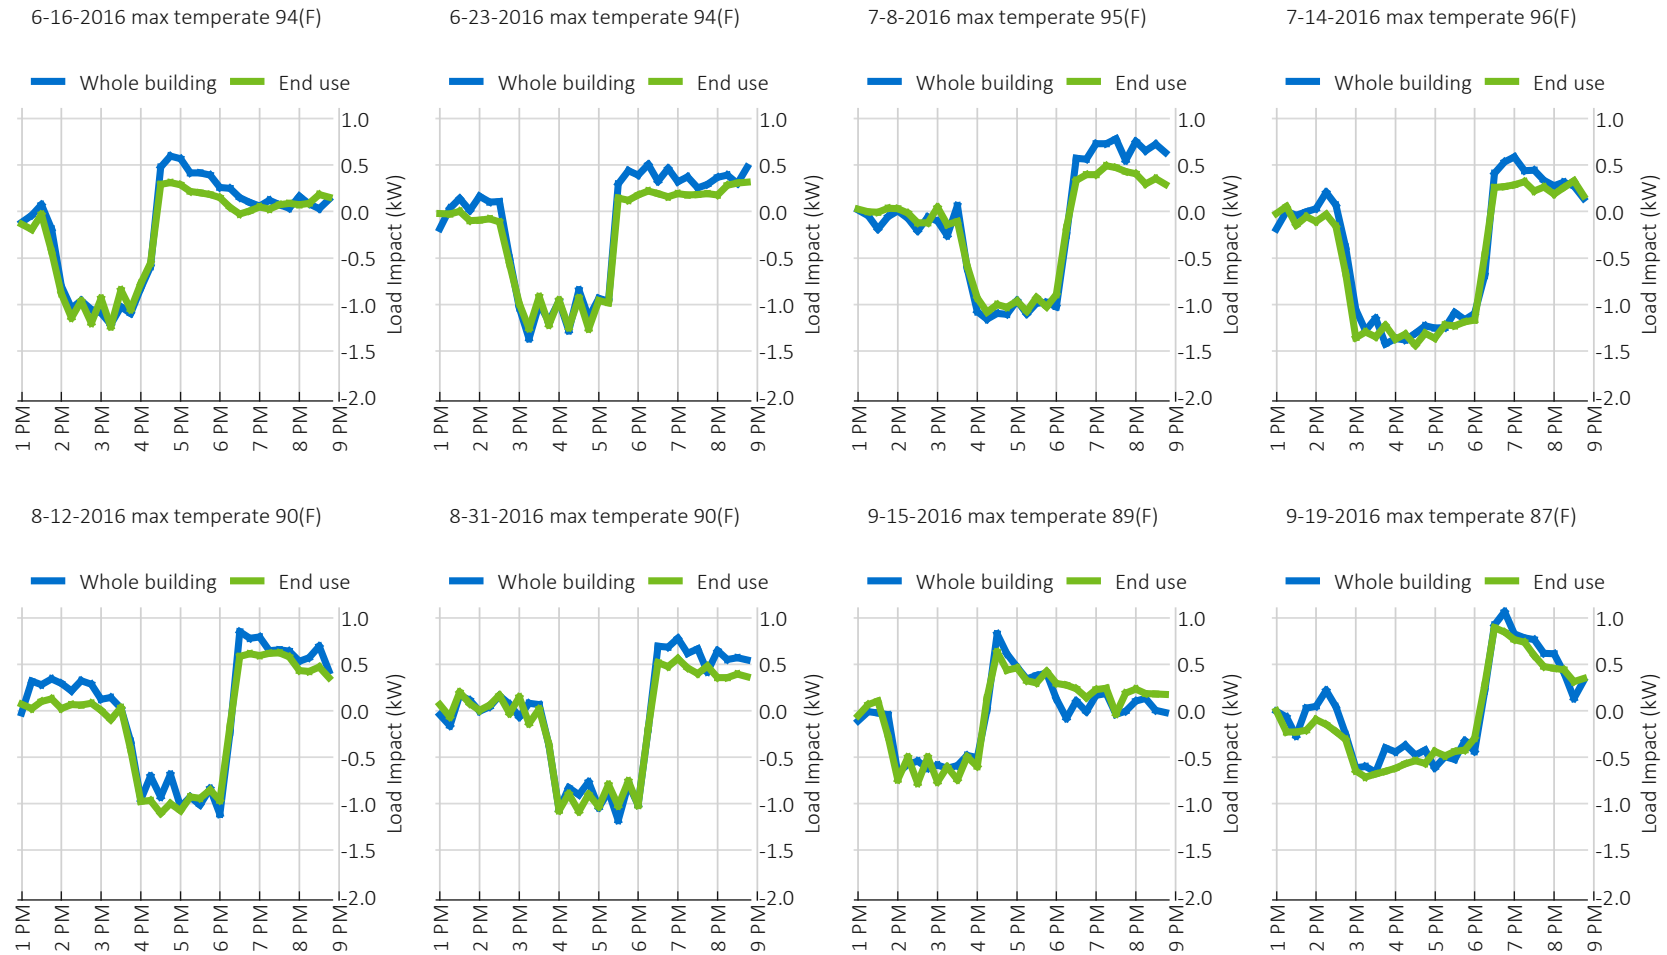 6-16-2016 max temperate 94(F)
Whole building End use
1.0
0.5
0.0
-0.5
-1.0
-1.5
-2.0
Load Impact (kW)
1 PM 2 PM 3 PM 4 PM 5 PM 6 PM 7 PM 8 PM 9 PM
6-23-2016 max temperate 94(F)
Whole building End use
1.0
0.5
0.0
-0.5
-1.0
-1.5
-2.0
Load Impact (kW)
1 PM 2 PM 3 PM 4 PM 5 PM 6 PM 7 PM 8 PM 9 PM
7-8-2016 max temperate 95(F)
Whole building End use
1.0
0.5
0.0
-0.5
-1.0
-1.5
-2.0
Load Impact (kW)
1 PM 2 PM 3 PM 4 PM 5 PM 6 PM 7 PM 8 PM 9 PM
7-14-2016 max temperate 96(F)
Whole building End use
1.0
0.5
0.0
-0.5
-1.0
-1.5
-2.0
Load Impact (kW)
1 PM 2 PM 3 PM 4 PM 5 PM 6 PM 7 PM 8 PM 9 PM
8-12-2016 max temperate 90(F)
Whole building End use
1.0
0.5
0.0
-0.5
-1.0
-1.5
-2.0
Load Impact (kW)
1 PM 2 PM 3 PM 4 PM 5 PM 6 PM 7 PM 8 PM 9 PM
8-31-2016 max temperate 90(F)
Whole building End use
1.0
0.5
0.0
-0.5
-1.0
-1.5
-2.0
Load Impact (kW)
1 PM 2 PM 3 PM 4 PM 5 PM 6 PM 7 PM 8 PM 9 PM
9-15-2016 max temperate 89(F)
Whole building End use
1.0
0.5
0.0
-0.5
-1.0
-1.5
-2.0
Load Impact (kW)
1 PM 2 PM 3 PM 4 PM 5 PM 6 PM 7 PM 8 PM 9 PM
9-19-2016 max temperate 87(F)
Whole building End use
1.0
0.5
0.0
-0.5
-1.0
-1.5
-2.0
Load Impact (kW)
1 PM 2 PM 3 PM 4 PM 5 PM 6 PM 7 PM 8 PM 9 PM